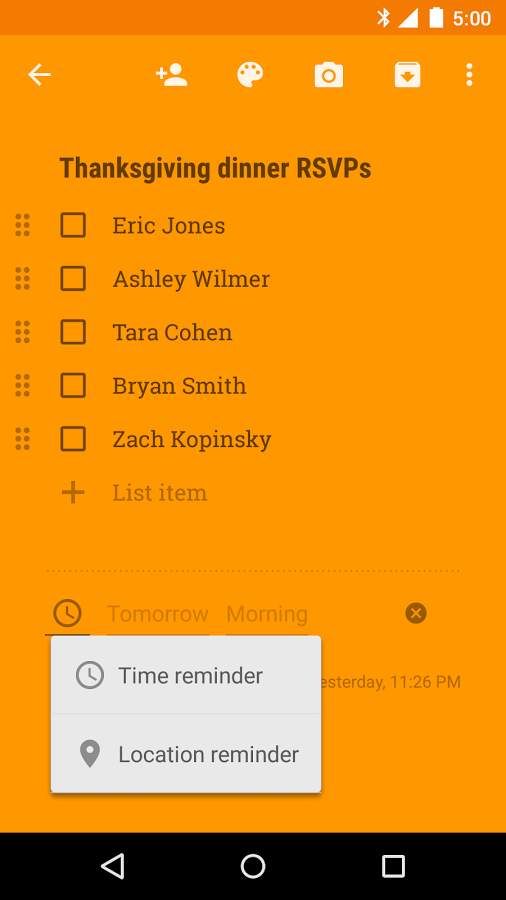 5:00
Thanksgiving dinner RSVPs
Eric Jones
Ashley Wilmer
Tara Cohen
Bryan Smith
Zach Kopinsky
List item
Tomorrow Morning
Time reminder
esterday, 11:26 PM
Location reminder